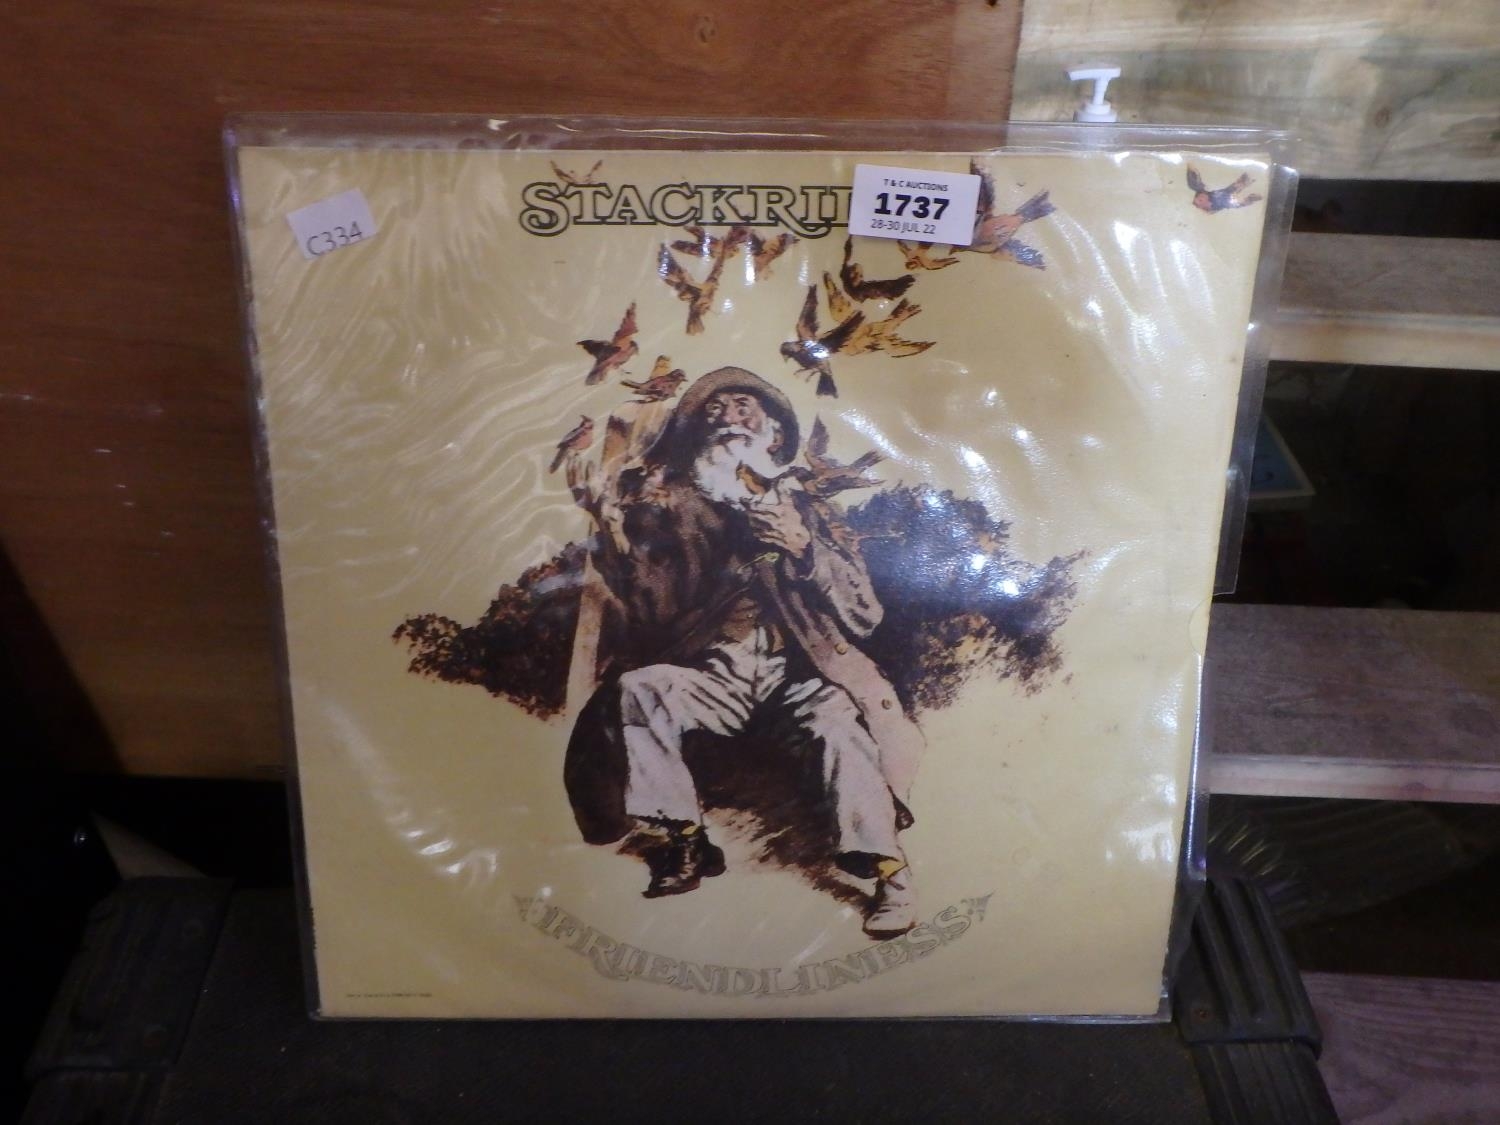 STACKRI
T & C AUCTIONS
1737
28-30 JUL 22
C334
FRIENDLINESS